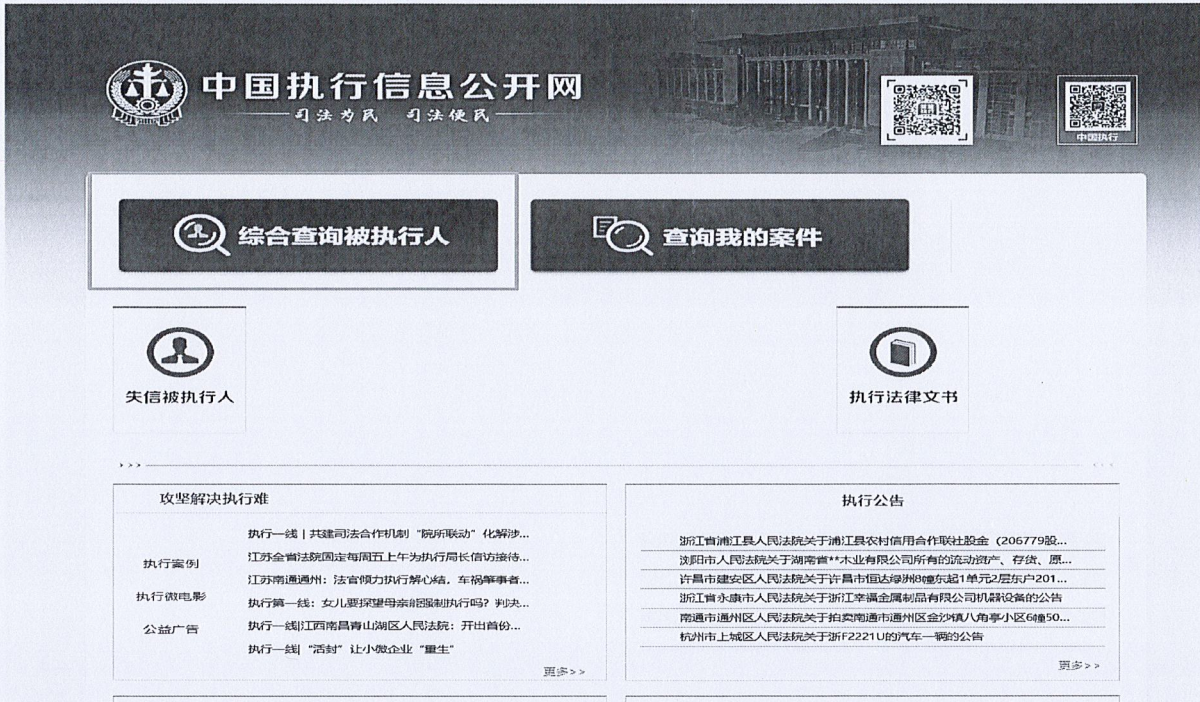 中国执行信息公开网
司法为民 司法便民
中国执行
综合查询被执行人
查询我的案件
失信被执行人
执行法律文书
攻坚解决执行难
执行案例
执行微电影
公益广告
执行一线 | 共建司法合作机制“院所联动”化解涉...
江苏全省法院固定每周五上午为执行局长信访接待...
江苏南通通州：法官倾力执行解心结，车祸肇事者...
执行第一线：女儿要探望母亲能强制执行吗？判决...
执行一线|江西南昌青山湖区人民法院：开出首份...
执行一线| “活封”让小微企业“重生”
更多>>
执行公告
浙江省浦江县人民法院关于浦江县农村信用合作联社股金（206779股...
浏阳市人民法院关于湖南省**木业有限公司所有的流动资产、存货、原...
许昌市建安区人民法院关于许昌市恒达绿洲8幢东起1单元2层东户201...
浙江省永康市人民法院关于浙江幸福金属制品有限公司机器设备的公告
南通市通州区人民法院关于拍卖南通市通州区金沙镇八角亭小区6幢50...
杭州市上城区人民法院关于浙F2221U的汽车一辆的公告
更多>>